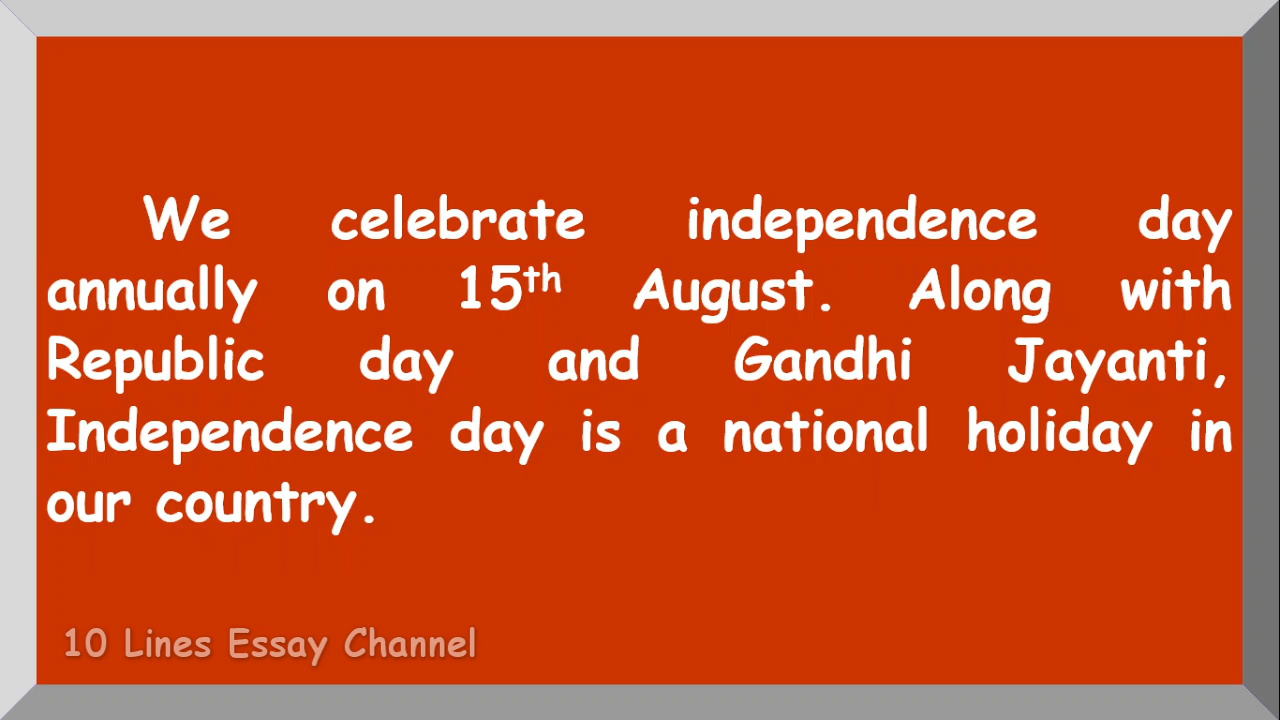 We celebrate independence day
annually on 15th August. Along with
Republic day and Gandhi Jayanti,
Independence day is a national holiday in
our country.
10 Lines Essay Channel